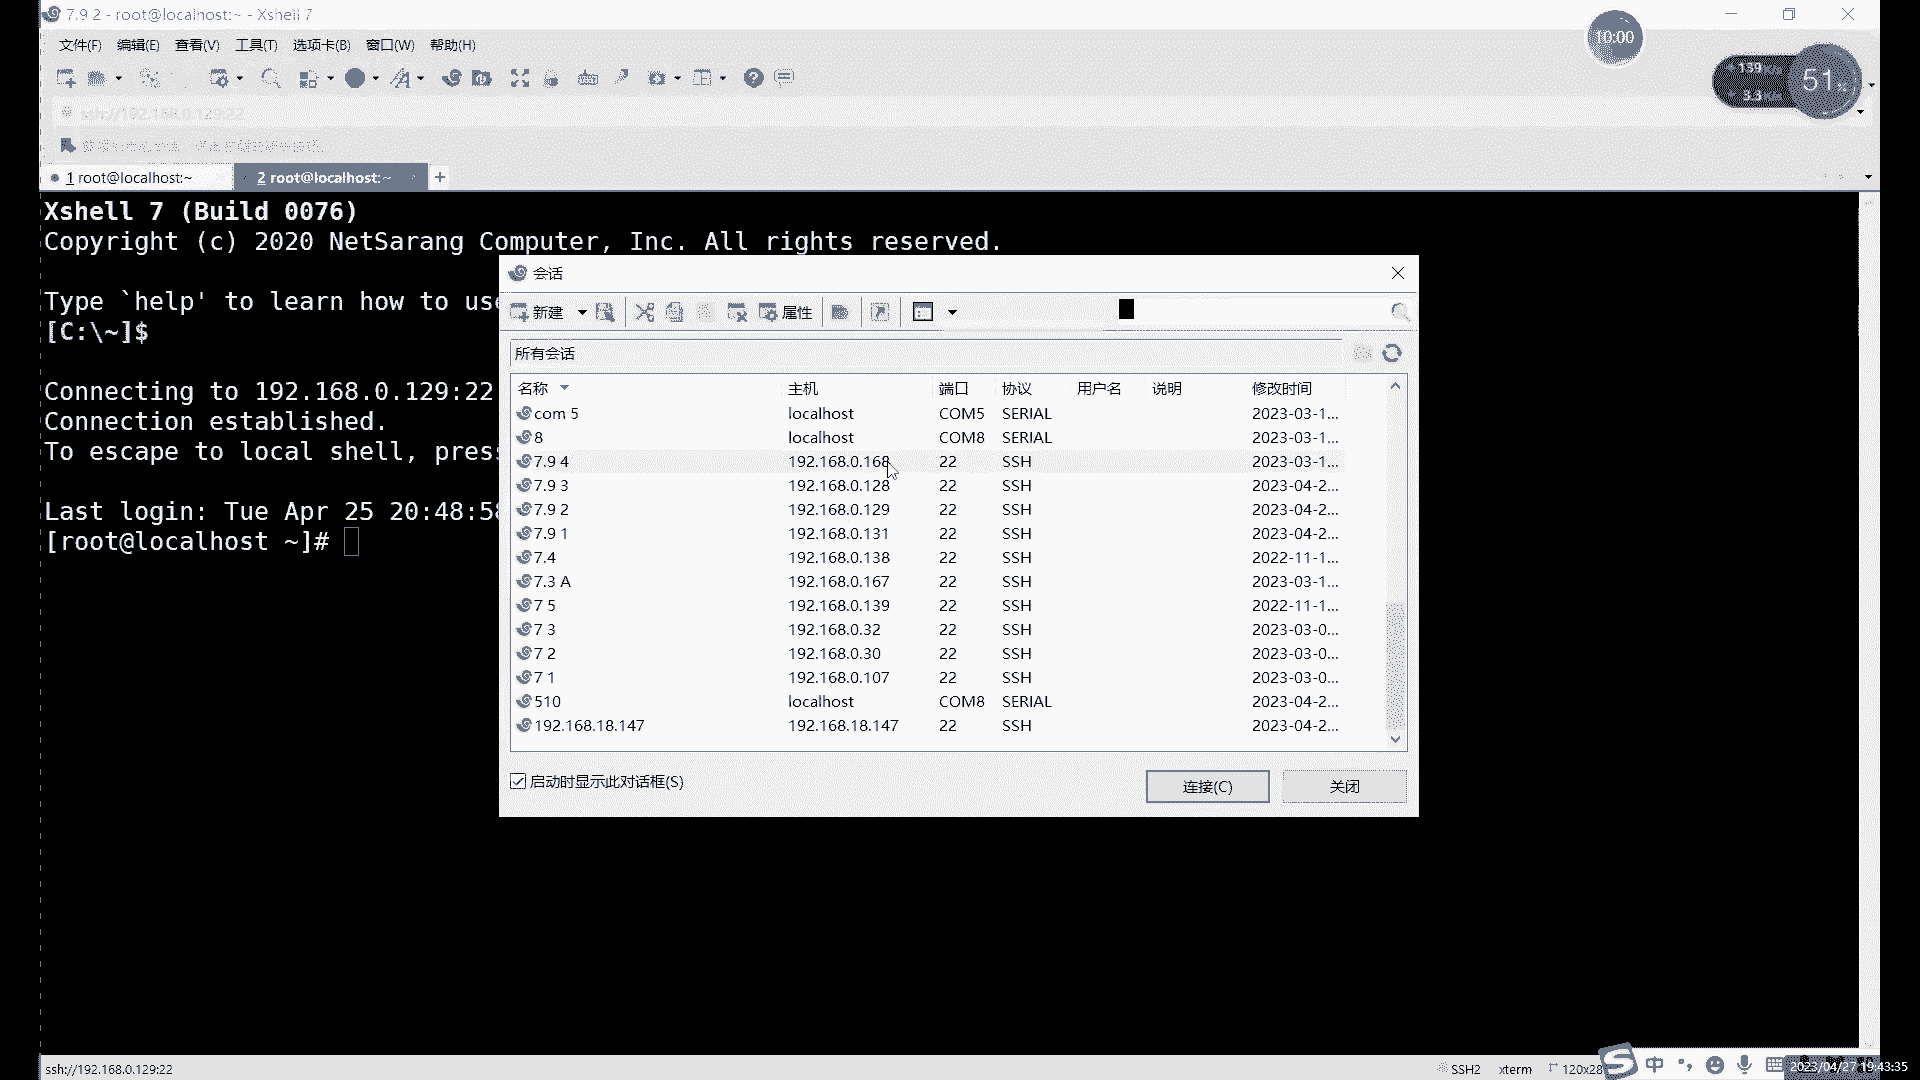 7.9 2 - root@localhost:~ - Xshell 7
文件(F) 编辑(E) 查看(V) 工具(T) 选项卡(B) 窗口(W) 帮助(H)
10:00
139K/s
3.3K/s
51%
ssh://192.168.0.129:22
1 root@localhost:~
2 root@localhost:~
Xshell 7 (Build 0076)
Copyright (c) 2020 NetSarang Computer, Inc. All rights reserved.
Type `help' to learn how to use
[C:\~]$
Connecting to 192.168.0.129:22
Connection established.
To escape to local shell, press
Last login: Tue Apr 25 20:48:58
[root@localhost ~]#
会话
新建 属性
所有会话
名称 主机 端口 协议 用户名 说明 修改时间
com 5 localhost COM5 SERIAL 2023-03-1...
8 localhost COM8 SERIAL 2023-03-1...
7.9 4 192.168.0.168 22 SSH 2023-03-1...
7.9 3 192.168.0.128 22 SSH 2023-04-2...
7.9 2 192.168.0.129 22 SSH 2023-04-2...
7.9 1 192.168.0.131 22 SSH 2023-04-2...
7.4 192.168.0.138 22 SSH 2022-11-1...
7.3 A 192.168.0.167 22 SSH 2023-03-1...
7 5 192.168.0.139 22 SSH 2022-11-1...
7 3 192.168.0.32 22 SSH 2023-03-0...
7 2 192.168.0.30 22 SSH 2023-03-0...
7 1 192.168.0.107 22 SSH 2023-03-0...
510 localhost COM8 SERIAL 2023-04-2...
192.168.18.147 192.168.18.147 22 SSH 2023-04-2...
启动时显示此对话框(S)
连接(C) 关闭
ssh://192.168.0.129:22
SSH2 xterm 120x28
中
2023/04/27 19:43:35